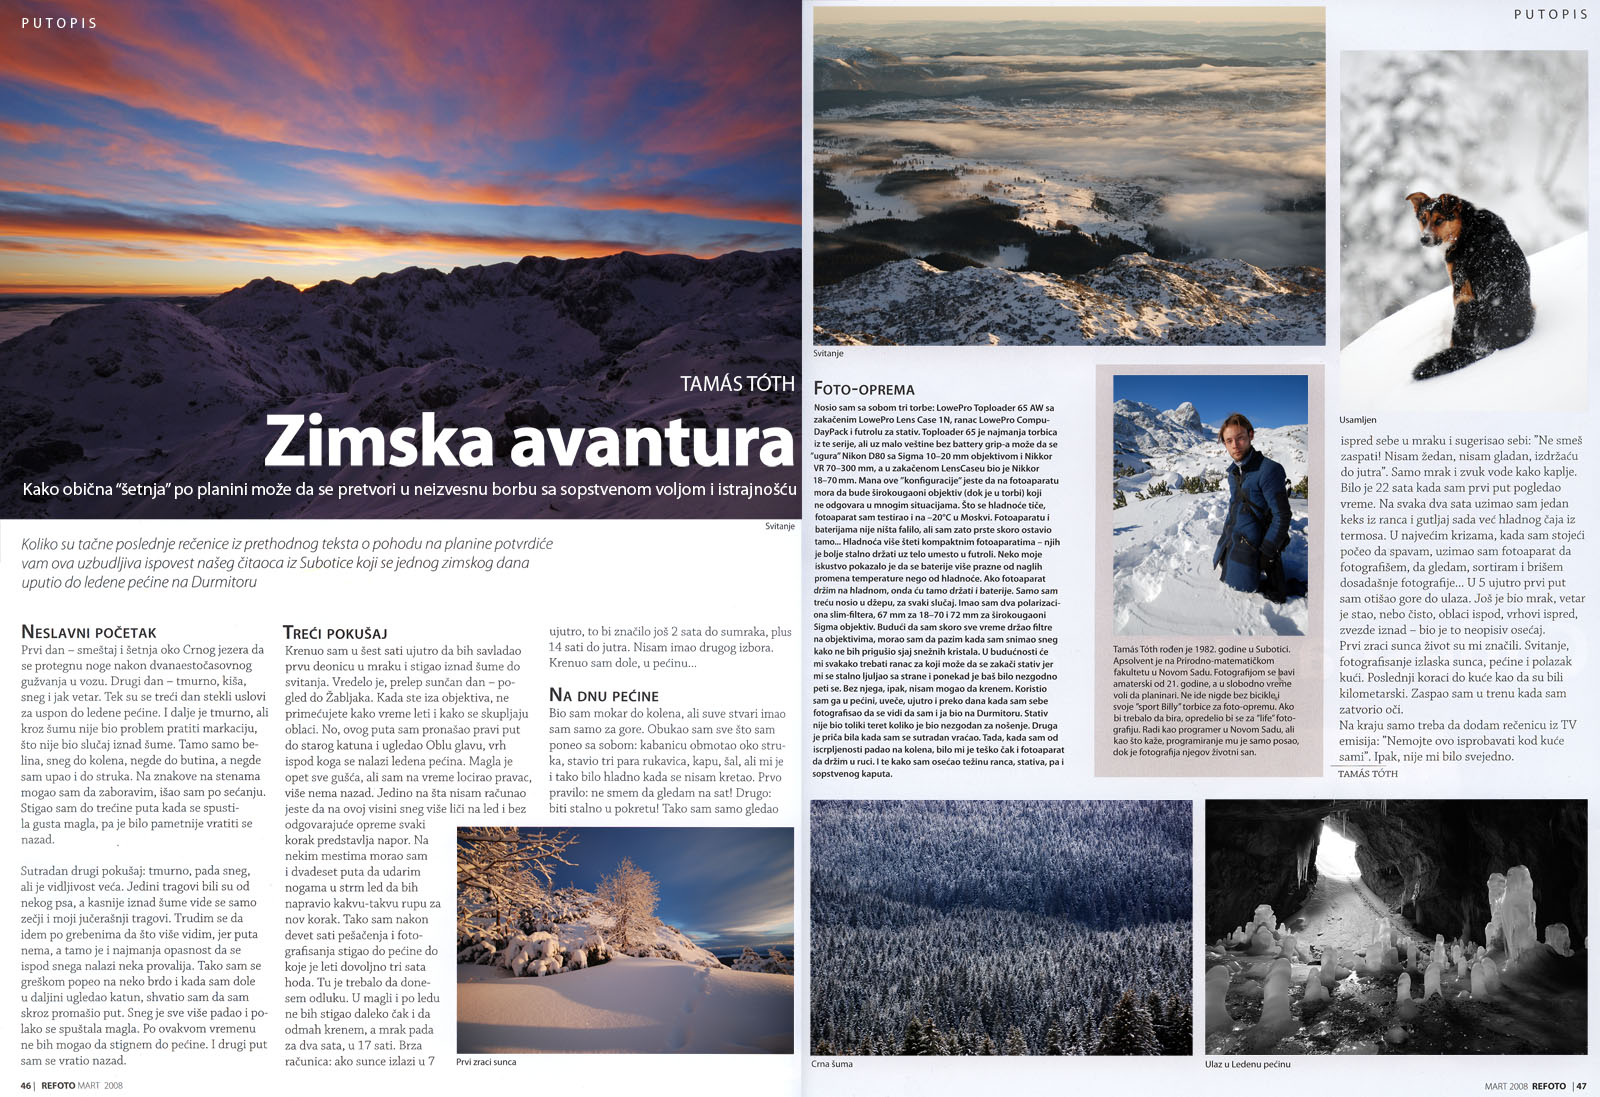 PUTOPIS
TAMÁS TÓTH
Zimska avantura
Kako obična “šetnja” po planini može da se pretvori u neizvesnu borbu sa sopstvenom voljom i istrajnošću
Svitanje
Koliko su tačne poslednje rečenice iz prethodnog teksta o pohodu na planine potvrdiće
vam ova uzbudljiva ispovest našeg čitaoca iz Subotice koji se jednog zimskog dana
uputio do ledene pećine na Durmitoru
NESLAVNI POČETAK
Prvi dan – smeštaj i šetnja oko Crnog jezera da
se protegnu noge nakon dvanaestočasovnog
gužvanja u vozu. Drugi dan – tmurno, kiša,
sneg i jak vetar. Tek su se treći dan stekli uslovi
za uspon do ledene pećine. I dalje je tmurno, ali
kroz šumu nije bio problem pratiti markaciju,
što nije bio slučaj iznad šume. Tamo samo be-
lina, sneg do kolena, negde do butina, a negde
sam upao i do struka. Na znakove na stenama
mogao sam da zaboravim, išao sam po sećanju.
Stigao sam do trećine puta kada se spusti-
la gusta magla, pa je bilo pametnije vratiti se
nazad.
Sutradan drugi pokušaj: tmurno, pada sneg,
ali je vidljivost veća. Jedini tragovi bili su od
nekog psa, a kasnije iznad šume vide se samo
zečji i moji jučerašnji tragovi. Trudim se da
idem po grebenima da što više vidim, jer puta
nema, a tamo je i najmanja opasnost da se
ispod snega nalazi neka provalija. Tako sam se
greškom popeo na neko brdo i kada sam dole
u daljini ugledao katun, shvatio sam da sam
skroz promašio put. Sneg je sve više padao i po-
lako se spuštala magla. Po ovakvom vremenu
ne bih mogao da stignem do pećine. I drugi put
sam se vratio nazad.
TREĆI POKUŠAJ
Krenuo sam u šest sati ujutro da bih savladao
prvu deonicu u mraku i stigao iznad šume do
svitanja. Vredelo je, prelep sunčan dan – po-
gled do Žabljaka. Kada ste iza objektiva, ne
primećujete kako vreme leti i kako se skupljaju
oblaci. No, ovog puta sam pronašao pravi put
do starog katuna i ugledao Oblu glavu, vrh
ispod koga se nalazi ledena pećina. Magla je
opet sve gušća, ali sam na vreme locirao pravac,
više nema nazad. Jedino na šta nisam računao
jeste da na ovoj visini sneg više liči na led i bez
odgovarajuće opreme svaki
korak predstavlja napor. Na
nekim mestima morao sam
i dvadeset puta da udarim
nogama u strm led da bih
napravio kakvu-takvu rupu za
nov korak. Tako sam nakon
devet sati pešačenja i foto-
grafisanja stigao do pećine do
koje je leti dovoljno tri sata
hoda. Tu je trebalo da done-
sem odluku. U magli i po ledu
ne bih stigao daleko čak i da
odmah krenem, a mrak pada
za dva sata, u 17 sati. Brza
računica: ako sunce izlazi u 7
ujutro, to bi značilo još 2 sata do sumraka, plus
14 sati do jutra. Nisam imao drugog izbora.
Krenuo sam dole, u pećinu...
NA DNU PEĆINE
Bio sam mokar do kolena, ali suve stvari imao
sam samo za gore. Obukao sam sve što sam
poneo sa sobom: kabanicu obmotao oko stru-
ka, stavio tri para rukavica, kapu, šal, ali mi je
i tako bilo hladno kada se nisam kretao. Prvo
pravilo: ne smem da gledam na sat! Drugo:
biti stalno u pokretu! Tako sam samo gledao
Prvi zraci sunca
46 | REFOTO MART 2008
PUTOPIS
Svitanje
FOTO-OPREMA
Nosio sam sa sobom tri torbe: LowePro Toploader 65 AW sa
zakačenim LowePro Lens Case 1N, ranac LowePro Compu-
DayPack i futrolu za stativ. Toploader 65 je najmanja torbica
iz te serije, ali uz malo veštine bez battery grip-a može da se
“ugura” Nikon D80 sa Sigma 10–20 mm objektivom i Nikkor
VR 70–300 mm, a u zakačenom LensCaseu bio je Nikkor
18–70 mm. Mana ove “konfiguracije” jeste da na fotoaparatu
mora da bude širokougaoni objektiv (dok je u torbi) koji
ne odgovara u mnogim situacijama. Što se hladnoće tiče,
fotoaparat sam testirao i na –20°C u Moskvi. Fotoaparatu i
baterijama nije ništa falilo, ali sam zato prste skoro ostavio
tamo... Hladnoća više šteti kompaktnim fotoaparatima – njih
je bolje stalno držati uz telo umesto u futroli. Neko moje
iskustvo pokazalo je da se baterije više prazne od naglih
promena temperature nego od hladnoće. Ako fotoaparat
držim na hladnom, onda ću tamo držati i baterije. Samo sam
treću nosio u džepu, za svaki slučaj. Imao sam dva polarizaci-
ona slim-filtera, 67 mm za 18–70 i 72 mm za širokougaoni
Sigma objektiv. Budući da sam skoro sve vreme držao filtre
na objektivima, morao sam da pazim kada sam snimao sneg
kako ne bih prigušio sjaj snežnih kristala. U budućnosti će
mi svakako trebati ranac za koji može da se zakači stativ jer
mi se stalno ljuljao sa strane i ponekad je baš bilo nezgodno
peti se. Bez njega, ipak, nisam mogao da krenem. Koristio
sam ga u pećini, uveče, ujutro i preko dana kada sam sebe
fotografisao da se vidi da sam i ja bio na Durmitoru. Stativ
nije bio toliki teret koliko je bio nezgodan za nošenje. Druga
je priča bila kada sam se sutradan vraćao. Tada, kada sam od
iscrpljenosti padao na kolena, bilo mi je teško čak i fotoaparat
da držim u ruci. I te kako sam osećao težinu ranca, stativa, pa i
sopstvenog kaputa.
Tamás Tóth rođen je 1982. godine u Subotici.
Apsolvent je na Prirodno-matematičkom
fakultetu u Novom Sadu. Fotografijom se bavi
amaterski od 21. godine, a u slobodno vreme
voli da planinari. Ne ide nigde bez bicikle i
svoje “sport Billy” torbice za foto-opremu. Ako
bi trebalo da bira, opredelio bi se za “life” foto-
grafiju. Radi kao programer u Novom Sadu, ali
kao što kaže, programiranje mu je samo posao,
dok je fotografija njegov životni san.
Usamljen
ispred sebe u mraku i sugerisao sebi: “Ne smeš
zaspati! Nisam žedan, nisam gladan, izdržaću
do jutra”. Samo mrak i zvuk vode kako kaplje.
Bilo je 22 sata kada sam prvi put pogledao
vreme. Na svaka dva sata uzimao sam jedan
keks iz ranca i gutljaj sada već hladnog čaja iz
termosa. U najvećim krizama, kada sam stojeći
počeo da spavam, uzimao sam fotoaparat da
fotografišem, da gledam, sortiram i brišem
dosadašnje fotografije... U 5 ujutro prvi put
sam otišao gore do ulaza. Još je bio mrak, vetar
je stao, nebo čisto, oblaci ispod, vrhovi ispred,
zvezde iznad – bio je to neopisiv osećaj.
Prvi zraci sunca život su mi značili. Svitanje,
fotografisanje izlaska sunca, pećine i polazak
kući. Poslednji koraci do kuće kao da su bili
kilometarski. Zaspao sam u trenu kada sam
zatvorio oči.
Na kraju samo treba da dodam rečenicu iz TV
emisija: “Nemojte ovo isprobavati kod kuće
sami”. Ipak, nije mi bilo svejedno.
TAMÁS TÓTH
Crna šuma
Ulaz u Ledenu pećinu
MART 2008 REFOTO | 47